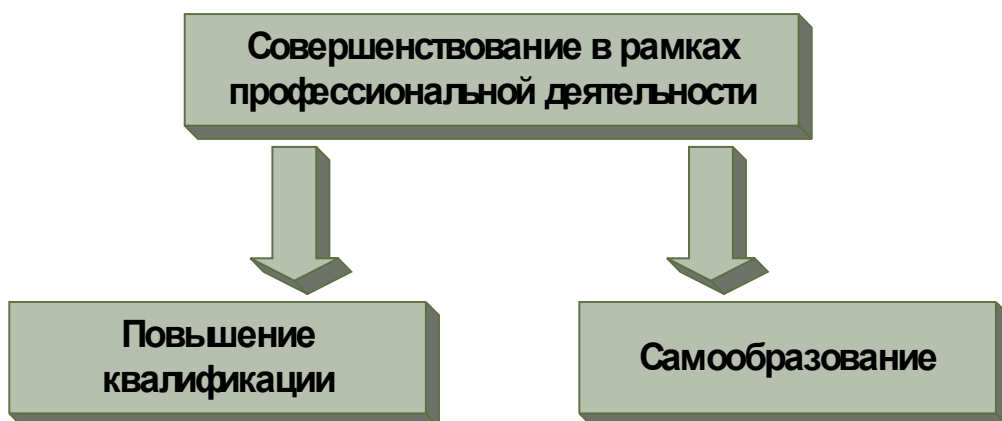 Совершенствование в рамках
профессиональной деятельности
Повышение
квалификации
Самообразование